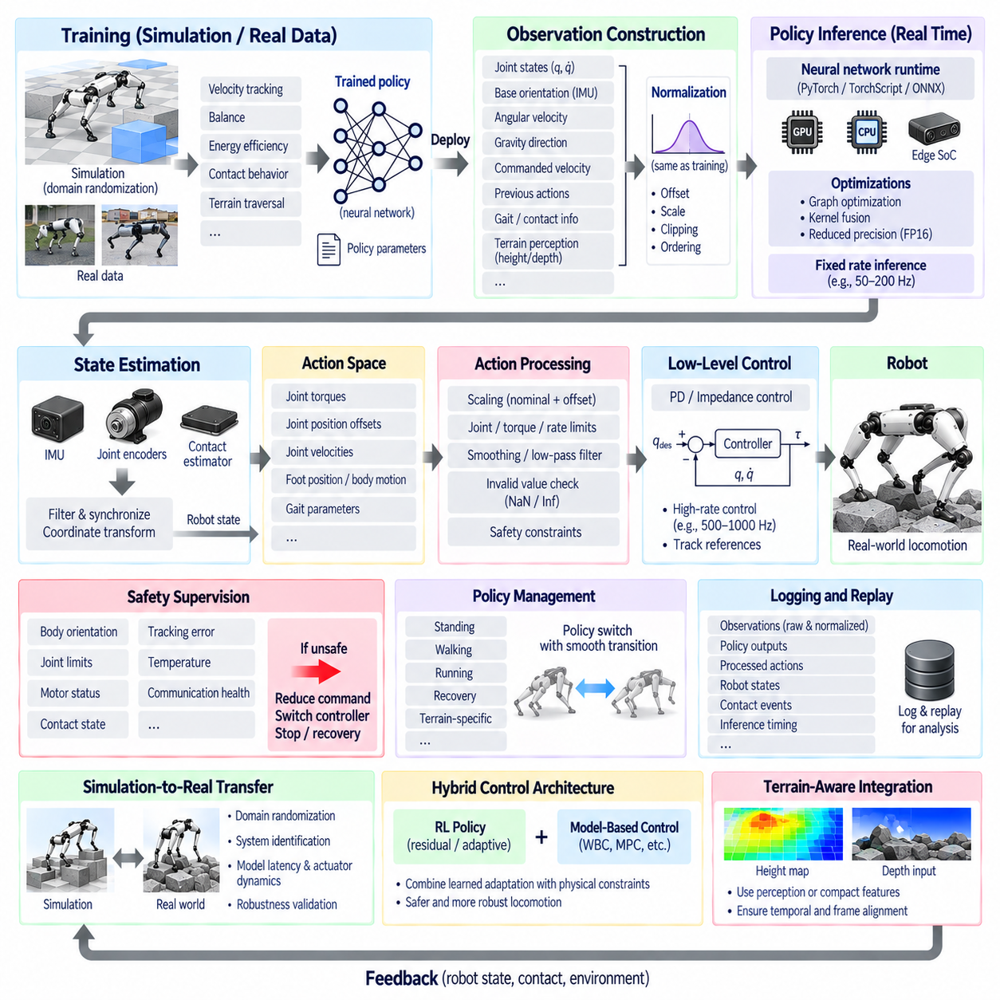 Training (Simulation / Real Data)
Simulation
(domain randomization)
Real data
Velocity tracking
Balance
Energy efficiency
Contact behavior
Terrain traversal
...
Trained policy
(neural network)
Policy parameters
Deploy
Observation Construction
Joint states (q, q̇)
Base orientation (IMU)
Angular velocity
Gravity direction
Commanded velocity
Previous actions
Gait / contact info
Terrain perception
(height/depth)
...
Normalization
(same as training)
• Offset
• Scale
• Clipping
• Ordering
Policy Inference (Real Time)
Neural network runtime
(PyTorch / TorchScript / ONNX)
GPU
CPU
Edge SoC
Optimizations
• Graph optimization
• Kernel fusion
• Reduced precision (FP16)
Fixed rate inference
(e.g., 50–200 Hz)
State Estimation
IMU
Joint encoders
Contact
estimator
Filter & synchronize
Coordinate transform
Robot state
Action Space
Joint torques
Joint position offsets
Joint velocities
Foot position / body motion
Gait parameters
...
Action Processing
Scaling (nominal + offset)
Joint / torque / rate limits
Smoothing / low-pass filter
Invalid value check
(NaN / Inf)
Safety constraints
Low-Level Control
PD / Impedance control
q_des
+
−
Controller
τ
q, q̇
• High-rate control
(e.g., 500–1000 Hz)
• Track references
Robot
Real-world locomotion
Safety Supervision
Body orientation
Joint limits
Motor status
Contact state
Tracking error
Temperature
Communication health
...
If unsafe
Reduce command
Switch controller
Stop / recovery
Policy Management
Standing
Walking
Running
Recovery
Terrain-specific
...
Policy switch
with smooth transition
Logging and Replay
Observations (raw & normalized)
Policy outputs
Processed actions
Robot states
Contact events
Inference timing
...
Log & replay
for analysis
Simulation-to-Real Transfer
Simulation
Real world
• Domain randomization
• System identification
• Model latency & actuator
dynamics
• Robustness validation
Hybrid Control Architecture
RL Policy
(residual / adaptive)
+
Model-Based Control
(WBC, MPC, etc.)
• Combine learned adaptation with physical constraints
• Safer and more robust locomotion
Terrain-Aware Integration
Height map
Depth input
• Use perception or compact features
• Ensure temporal and frame alignment
Feedback (robot state, contact, environment)